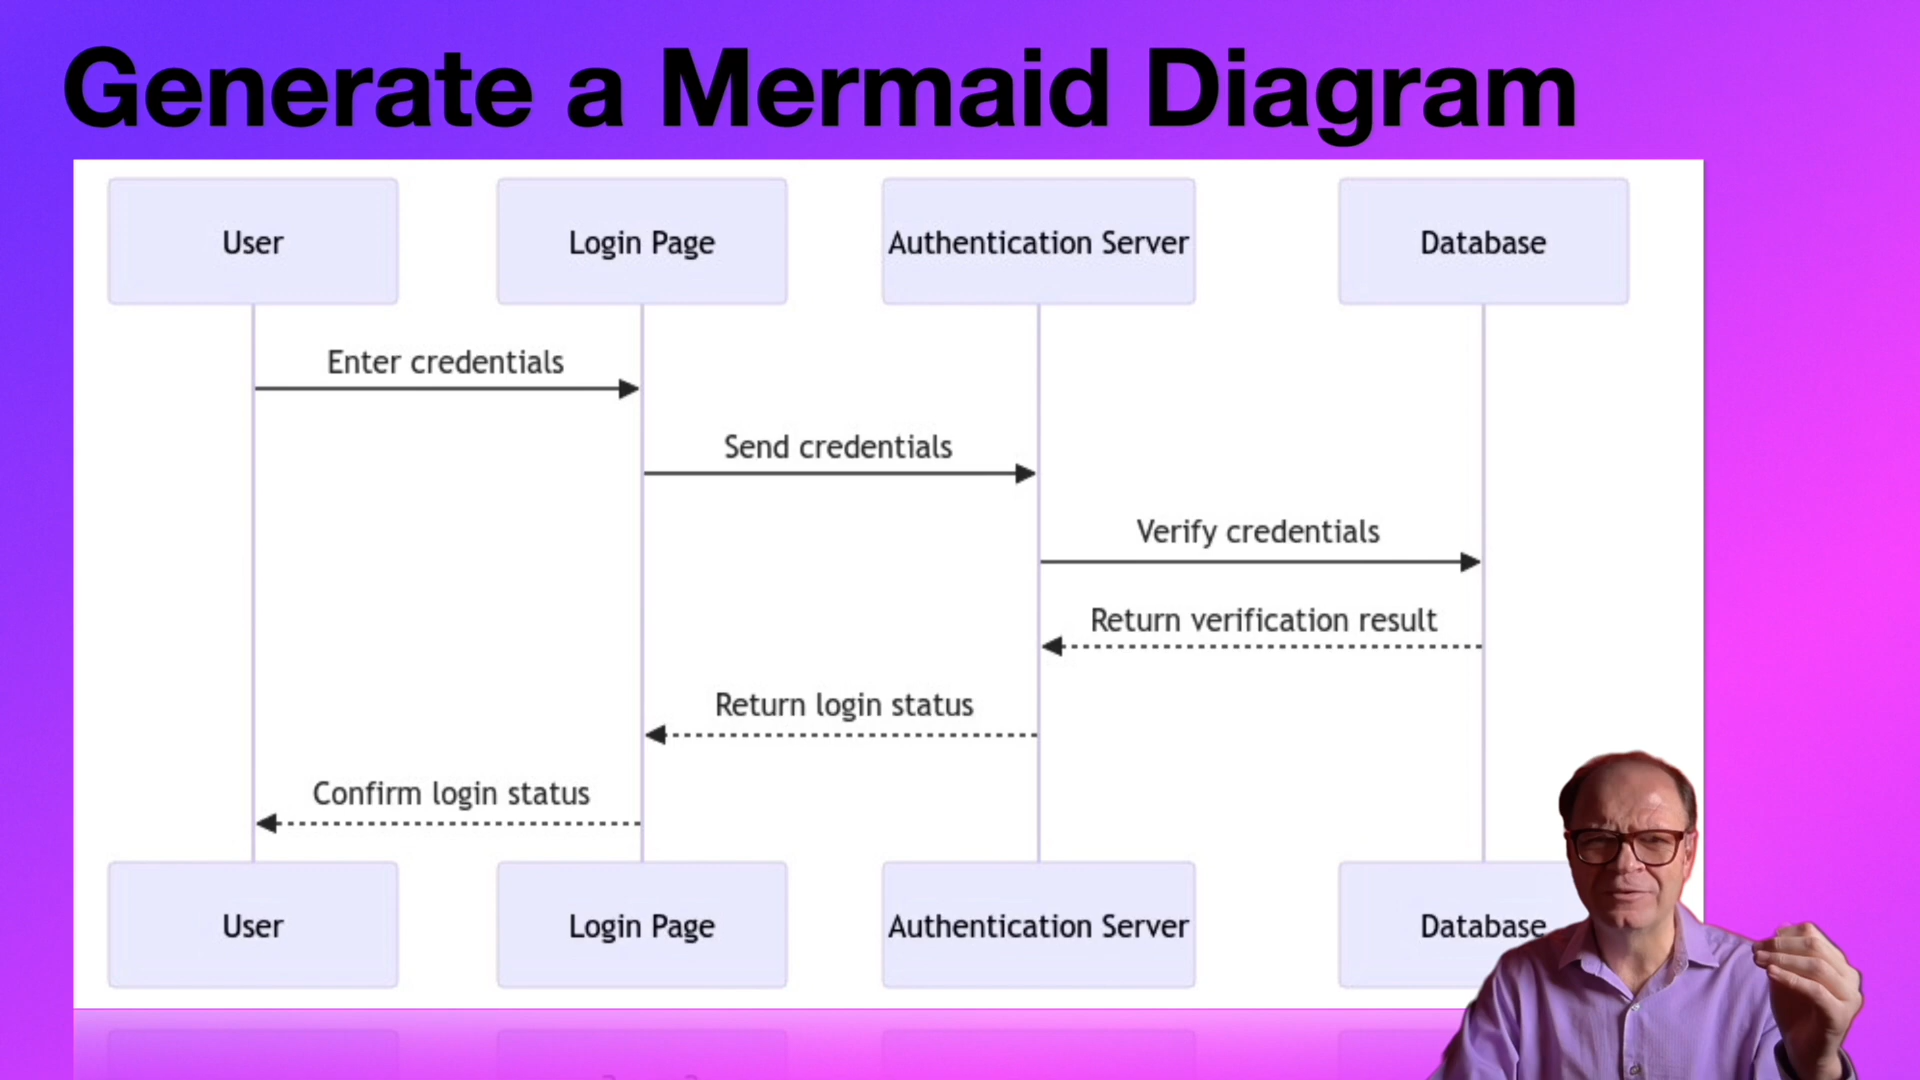 Generate a Mermaid Diagram
User
Login Page
Authentication Server
Database
Enter credentials
Send credentials
Verify credentials
Return verification result
Return login status
Confirm login status
User
Login Page
Authentication Server
Database